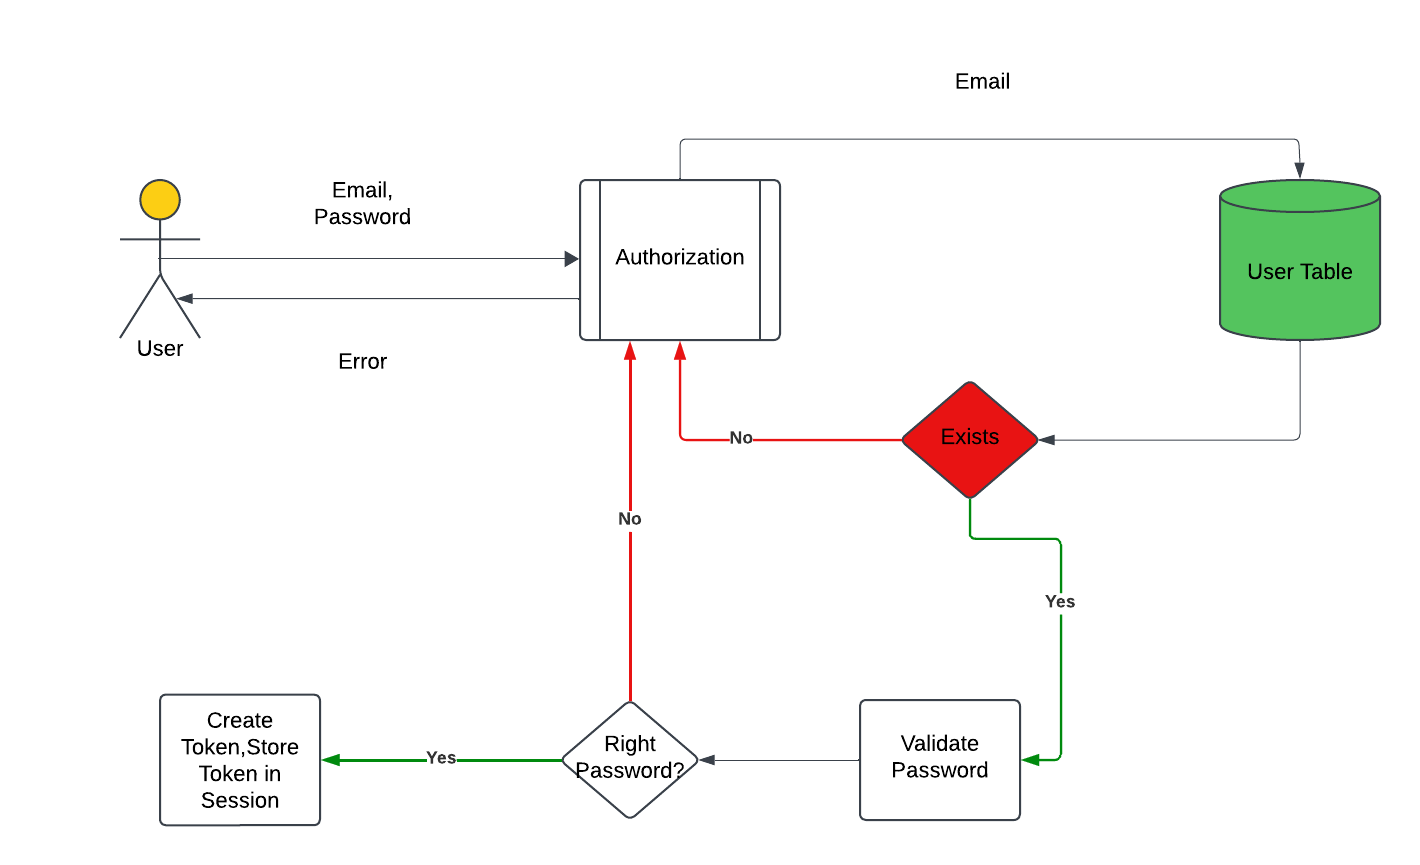 Email
Email,
Password
Authorization
User Table
User
Error
Exists
No
No
Yes
Create
Token,Store
Token in
Session
Yes
Right
Password?
Validate
Password